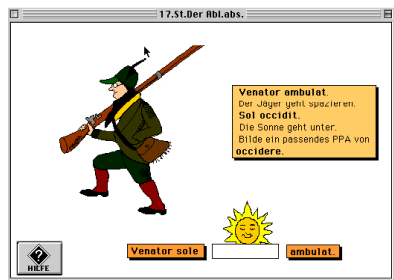 17.St.Der Abl.abs.
Venator ambulat.
Der Jäger geht spazieren.
Sol occidit.
Die Sonne geht unter.
Bilde ein passendes PPA von
occidere.
Venator sole ambulat.
HILFE